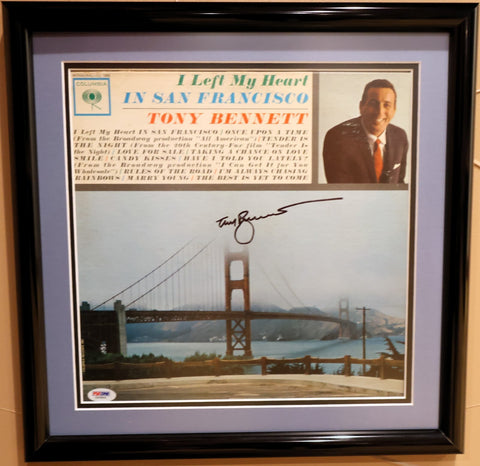 COLUMBIA
I Left My Heart
IN SAN FRANCISCO
TONY BENNETT
I Left My Heart IN SAN FRANCISCO / ONCE UPON A TIME
(From the Broadway production "All American") / TENDER IS
THE NIGHT (From the 20th Century-Fox film "Tender Is
the Night) / LOVE FOR SALE / TAKING A CHANCE ON LOVE
SMILE / CANDY KISSES / HAVE I TOLD YOU LATELY?
(From the Broadway production "I Can Get It for You
Wholesale") / RULES OF THE ROAD / I'M ALWAYS CHASING
RAINBOWS / MARRY YOUNG / THE BEST IS YET TO COME
Tony Bennett